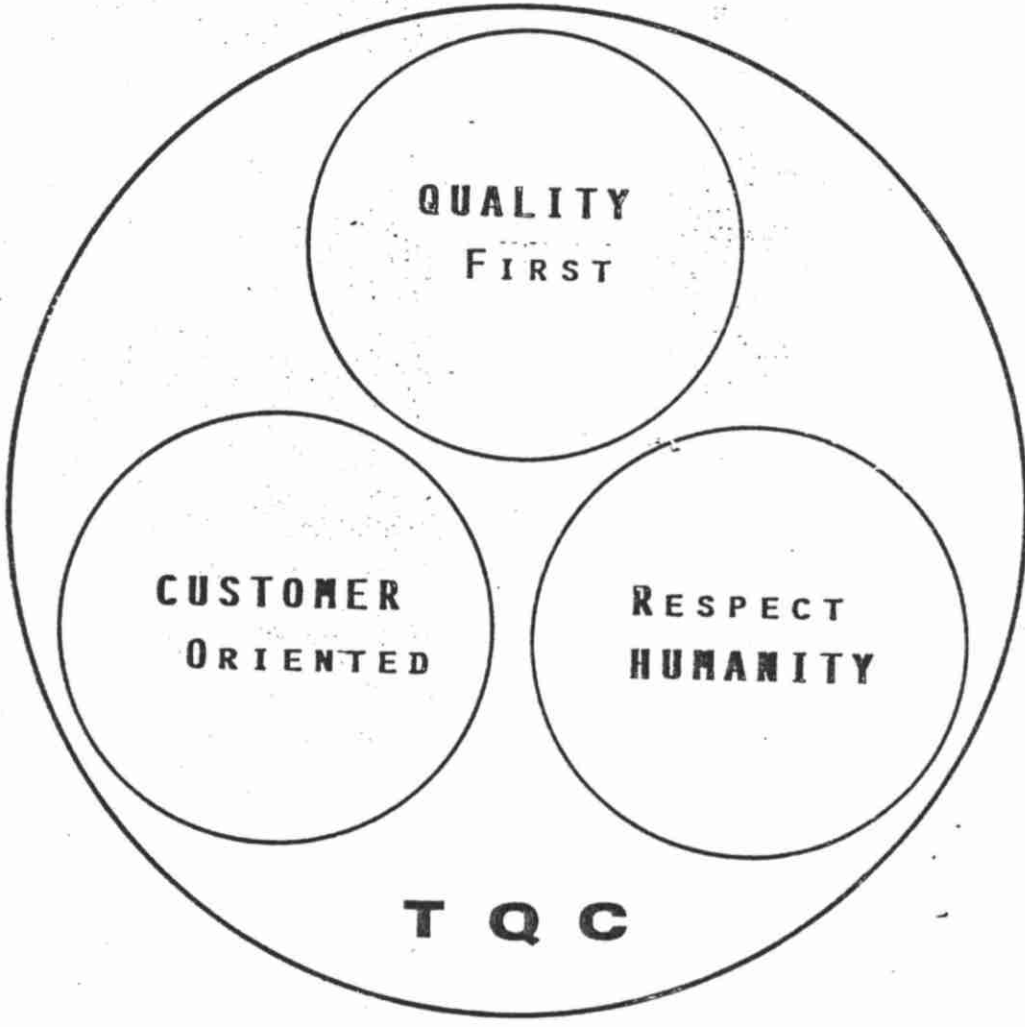 QUALITY
FIRST
CUSTOMER
ORIENTED
RESPECT
HUMANITY
TQC